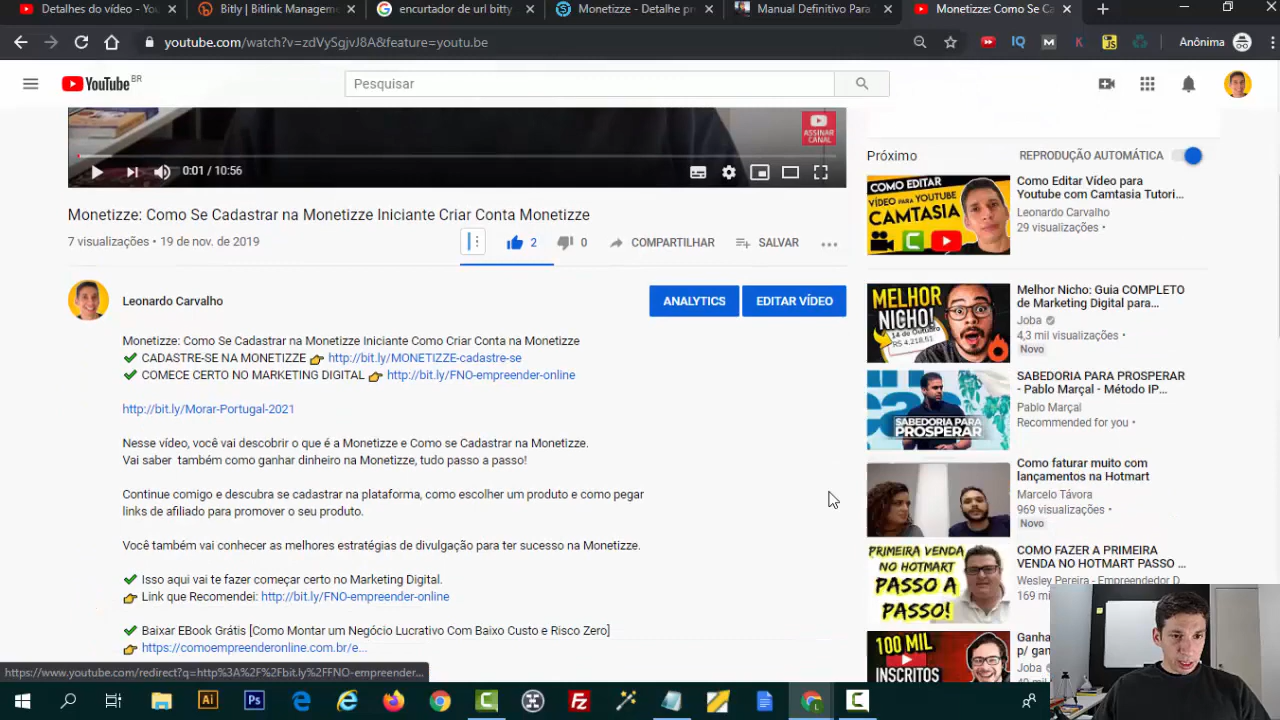 Detalhes do vídeo - Youtu
Bitly | Bitlink Managem
encurtador de url bitly
Monetizze - Detalhe pr
Manual Definitivo Para
Monetizze: Como Se Ca
youtube.com/watch?v=zdVySgjvJ8A&feature=youtu.be
Anônima
YouTube BR
Pesquisar
ASSINAR
CANAL
0:01 / 10:56
Monetizze: Como Se Cadastrar na Monetizze Iniciante Criar Conta Monetizze
7 visualizações • 19 de nov. de 2019
2
0
COMPARTILHAR
SALVAR
Leonardo Carvalho
ANALYTICS
EDITAR VÍDEO
Monetizze: Como Se Cadastrar na Monetizze Iniciante Como Criar Conta na Monetizze
CADASTRE-SE NA MONETIZZE http://bit.ly/MONETIZZE-cadastre-se
COMECE CERTO NO MARKETING DIGITAL http://bit.ly/FNO-empreender-online
http://bit.ly/Morar-Portugal-2021
Nesse vídeo, você vai descobrir o que é a Monetizze e Como se Cadastrar na Monetizze.
Vai saber também como ganhar dinheiro na Monetizze, tudo passo a passo!
Continue comigo e descubra se cadastrar na plataforma, como escolher um produto e como pegar
links de afiliado para promover o seu produto.
Você também vai conhecer as melhores estratégias de divulgação para ter sucesso na Monetizze.
Isso aqui vai te fazer começar certo no Marketing Digital.
Link que Recomendei: http://bit.ly/FNO-empreender-online
Baixar EBook Grátis [Como Montar um Negócio Lucrativo Com Baixo Custo e Risco Zero]
https://comoempreenderonline.com.br/e...
https://www.youtube.com/redirect?q=http%3A%2F%2Fbit.ly%2FFNO-empreender...
Próximo
REPRODUÇÃO AUTOMÁTICA
COMO EDITAR
VÍDEO PARA YOUTUBE COM
CAMTASIA
Como Editar Vídeo para
Youtube com Camtasia Tutori...
Leonardo Carvalho
29 visualizações •
MELHOR
NICHO!
14 de Outubro
R$ 4.218,51
Melhor Nicho: Guia COMPLETO
de Marketing Digital para...
Joba
4,3 mil visualizações •
Novo
SABEDORIA PARA
PROSPERAR
SABEDORIA PARA PROSPERAR
- Pablo Marçal - Método IP...
Pablo Marçal
Recommended for you •
Como faturar muito com
lançamentos na Hotmart
Marcelo Távora
969 visualizações •
Novo
PRIMEIRA VENDA
NO HOTMART
PASSO A
PASSO!
COMO FAZER A PRIMEIRA
VENDA NO HOTMART PASSO ...
Wesley Pereira - Empreendedor D
169 mi
100 MIL
INSCRITOS
Ganha
p/ gan
Joba